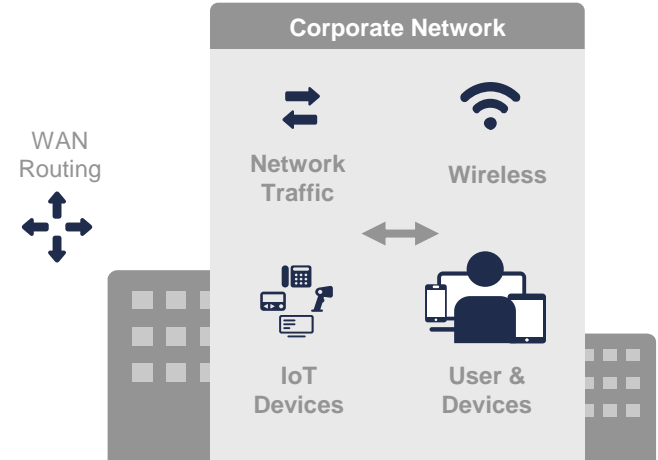 Corporate Network
WAN
Routing
Network
Traffic
Wireless
IoT
Devices
User &
Devices